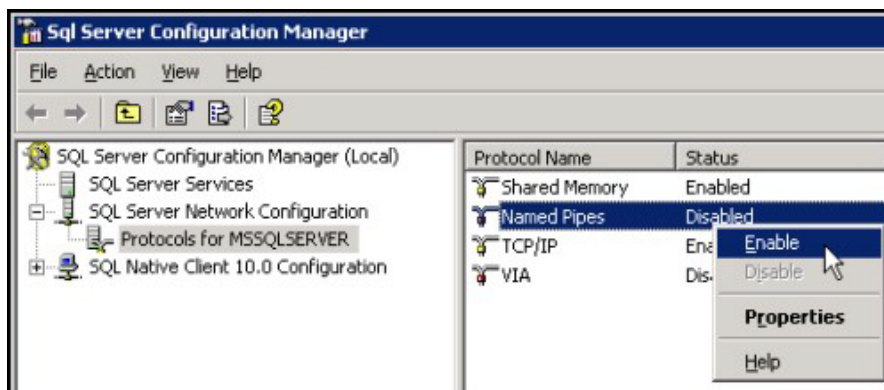 Sql Server Configuration Manager
File Action View Help
SQL Server Configuration Manager (Local)
SQL Server Services
SQL Server Network Configuration
Protocols for MSSQLSERVER
SQL Native Client 10.0 Configuration
Protocol Name Status
Shared Memory Enabled
Named Pipes Disabled
TCP/IP Ena
VIA Dis
Enable
Disable
Properties
Help